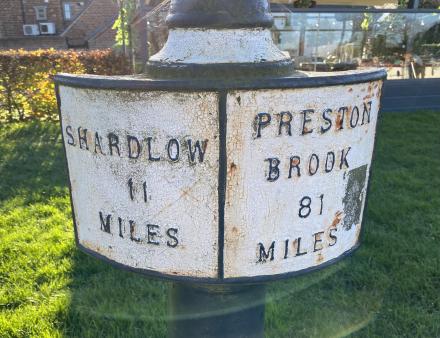 SHARDLOW
11
MILES
PRESTON
BROOK
81
MILES